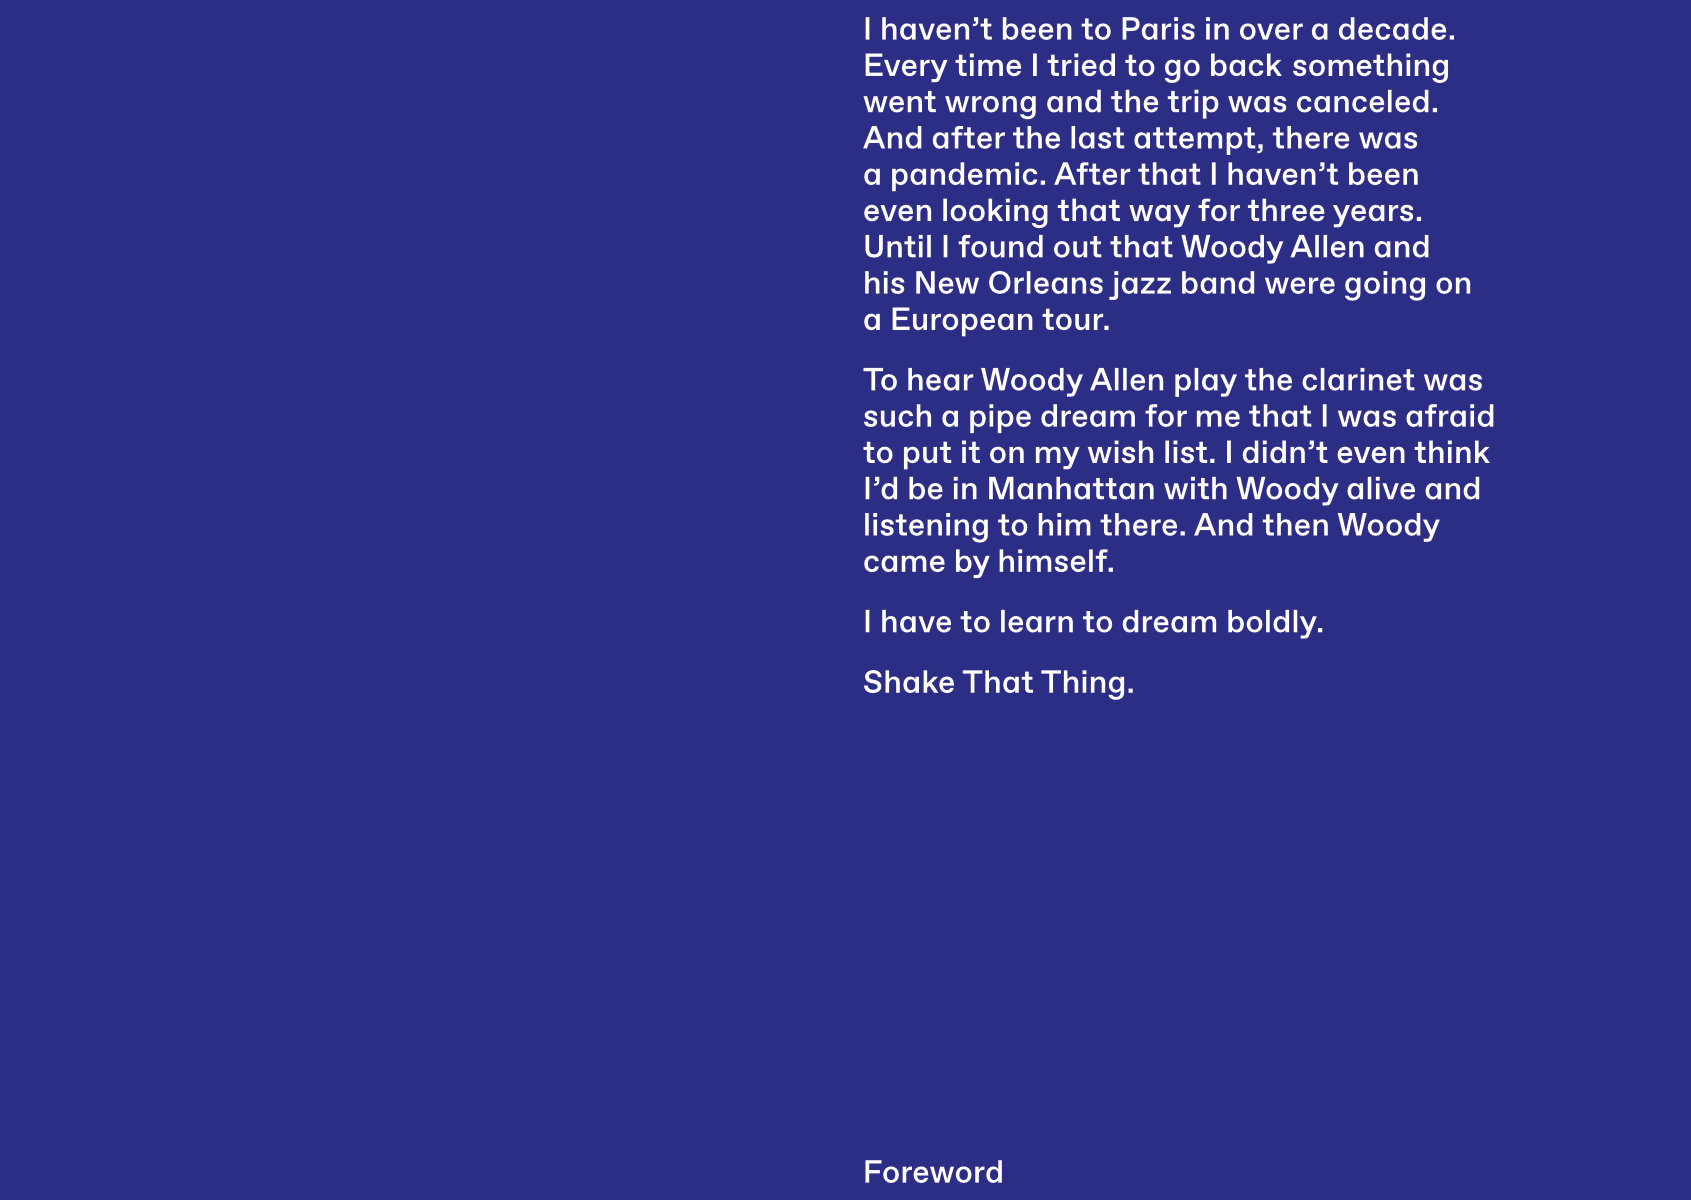 I haven’t been to Paris in over a decade.
Every time I tried to go back something
went wrong and the trip was canceled.
And after the last attempt, there was
a pandemic. After that I haven’t been
even looking that way for three years.
Until I found out that Woody Allen and
his New Orleans jazz band were going on
a European tour.
To hear Woody Allen play the clarinet was
such a pipe dream for me that I was afraid
to put it on my wish list. I didn’t even think
I’d be in Manhattan with Woody alive and
listening to him there. And then Woody
came by himself.
I have to learn to dream boldly.
Shake That Thing.
Foreword